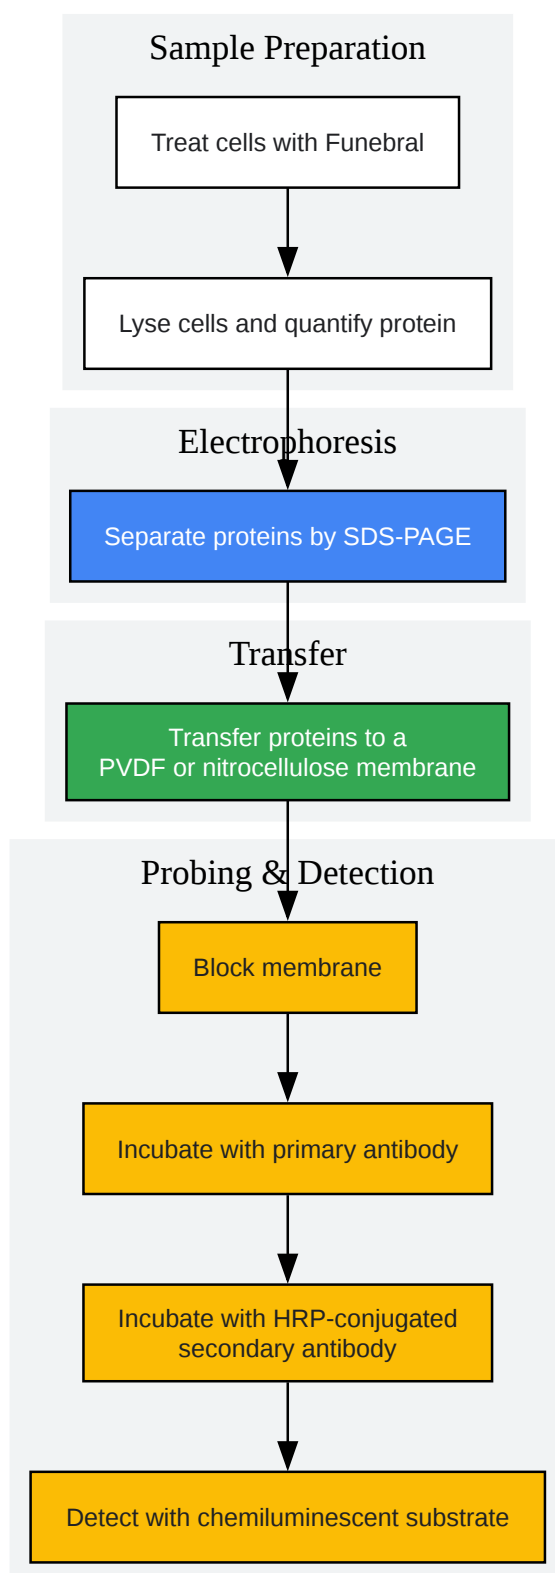 Sample Preparation
Treat cells with Funebral
Lyse cells and quantify protein
Electrophoresis
Separate proteins by SDS-PAGE
Transfer
Transfer proteins to a
PVDF or nitrocellulose membrane
Probing & Detection
Block membrane
Incubate with primary antibody
Incubate with HRP-conjugated
secondary antibody
Detect with chemiluminescent substrate